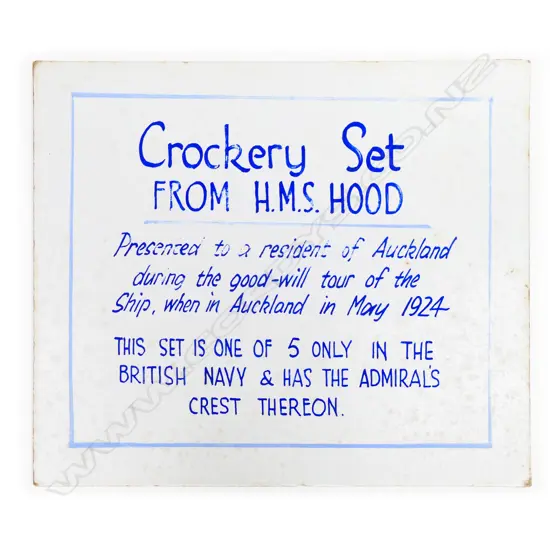 Crockery Set
FROM H.M.S. HOOD
Presented to a resident of Auckland
during the good-will tour of the
Ship, when in Auckland in May 1924
THIS SET IS ONE OF 5 ONLY IN THE
BRITISH NAVY & HAS THE ADMIRAL'S
CREST THEREON.